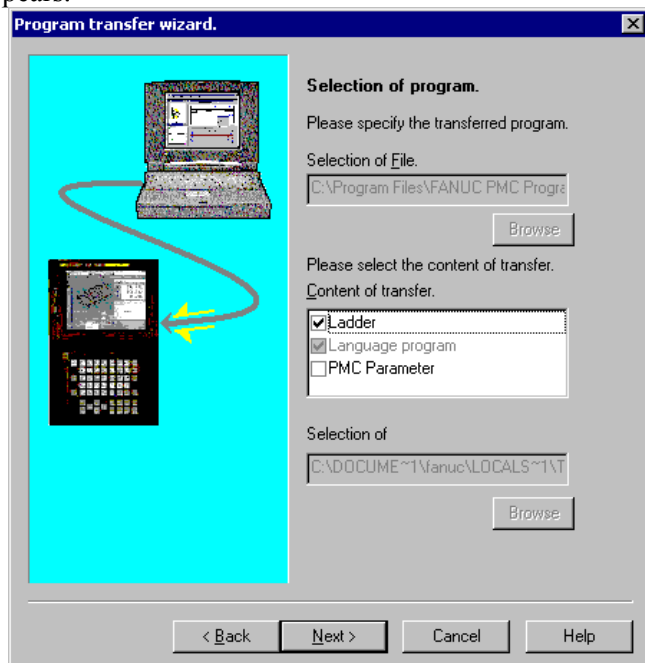 pears.
Program transfer wizard.
Selection of program.
Please specify the transferred program.
Selection of File.
C:\Program Files\FANUC PMC Progra
Browse
Please select the content of transfer.
Content of transfer.
Ladder
Language program
PMC Parameter
Selection of
C:\DOCUME~1\fanuc\LOCALS~1\T
Browse
< Back Next > Cancel Help